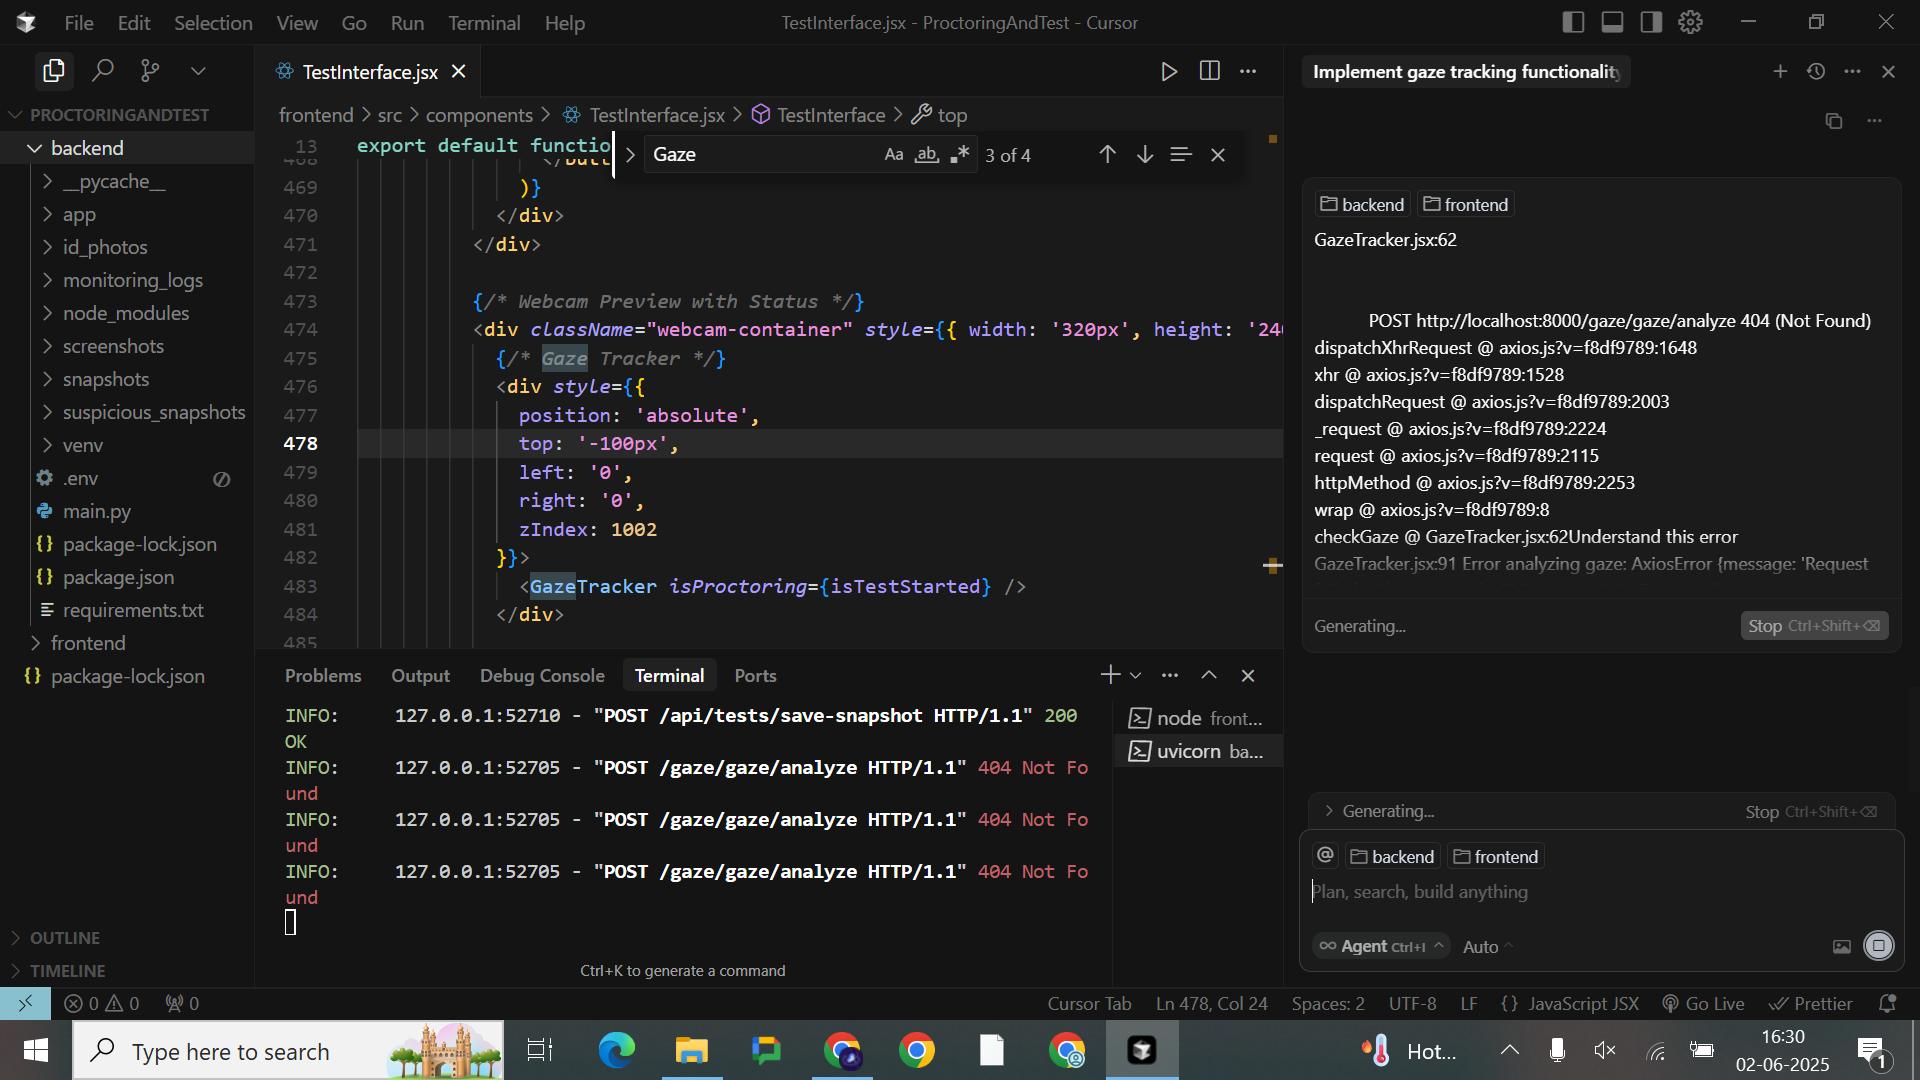 File Edit Selection View Go Run Terminal Help
TestInterface.jsx - ProctoringAndTest - Cursor
TestInterface.jsx
PROCTORINGANDTEST
backend
__pycache__
app
id_photos
monitoring_logs
node_modules
screenshots
snapshots
suspicious_snapshots
venv
.env
main.py
package-lock.json
package.json
requirements.txt
frontend
package-lock.json
OUTLINE
TIMELINE
frontend > src > components > TestInterface.jsx > TestInterface > top
13 export default functio
Gaze
Aa ab .*
3 of 4
468 </butt
469 )}
470 </div>
471 </div>
472
473 {/* Webcam Preview with Status */}
474 <div className="webcam-container" style={{ width: '320px', height: '240
475 {/* Gaze Tracker */}
476 <div style={{
477 position: 'absolute',
478 top: '-100px',
479 left: '0',
480 right: '0',
481 zIndex: 1002
482 }}>
483 <GazeTracker isProctoring={isTestStarted} />
484 </div>
485
Problems Output Debug Console Terminal Ports
INFO: 127.0.0.1:52710 - "POST /api/tests/save-snapshot HTTP/1.1" 200
OK
INFO: 127.0.0.1:52705 - "POST /gaze/gaze/analyze HTTP/1.1" 404 Not Fo
und
INFO: 127.0.0.1:52705 - "POST /gaze/gaze/analyze HTTP/1.1" 404 Not Fo
und
INFO: 127.0.0.1:52705 - "POST /gaze/gaze/analyze HTTP/1.1" 404 Not Fo
und
Ctrl+K to generate a command
node front...
uvicorn ba...
Implement gaze tracking functionalit
backend frontend
GazeTracker.jsx:62
POST http://localhost:8000/gaze/gaze/analyze 404 (Not Found)
dispatchXhrRequest @ axios.js?v=f8df9789:1648
xhr @ axios.js?v=f8df9789:1528
dispatchRequest @ axios.js?v=f8df9789:2003
_request @ axios.js?v=f8df9789:2224
request @ axios.js?v=f8df9789:2115
httpMethod @ axios.js?v=f8df9789:2253
wrap @ axios.js?v=f8df9789:8
checkGaze @ GazeTracker.jsx:62Understand this error
GazeTracker.jsx:91 Error analyzing gaze: AxiosError {message: 'Request
Generating... Stop Ctrl+Shift+⌫
Generating... Stop Ctrl+Shift+⌫
@ backend frontend
Plan, search, build anything
∞ Agent Ctrl+I Auto
0 0 0
Cursor Tab Ln 478, Col 24 Spaces: 2 UTF-8 LF {} JavaScript JSX Go Live Prettier
Type here to search
Hot...
16:30
02-06-2025
1